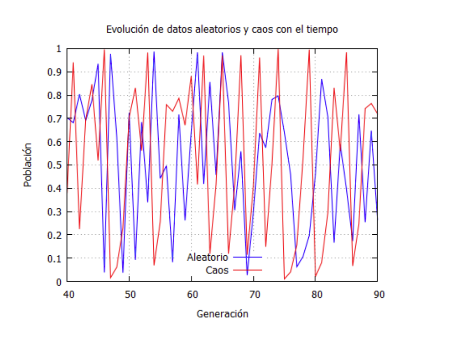 Evolución de datos aleatorios y caos con el tiempo
1
0.9
0.8
0.7
0.6
0.5
0.4
0.3
0.2
0.1
0
Población
Aleatorio
Caos
40 50 60 70 80 90
Generación